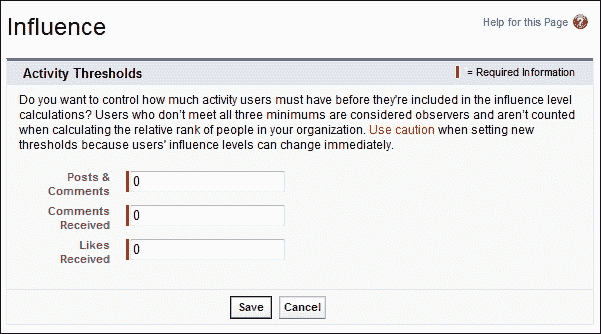 Influence
Help for this Page ?
Activity Thresholds
= Required Information
Do you want to control how much activity users must have before they're included in the influence level
calculations? Users who don't meet all three minimums are considered observers and aren't counted
when calculating the relative rank of people in your organization. Use caution when setting new
thresholds because users' influence levels can change immediately.
Posts &
Comments
0
Comments
Received
0
Likes
Received
0
Save Cancel